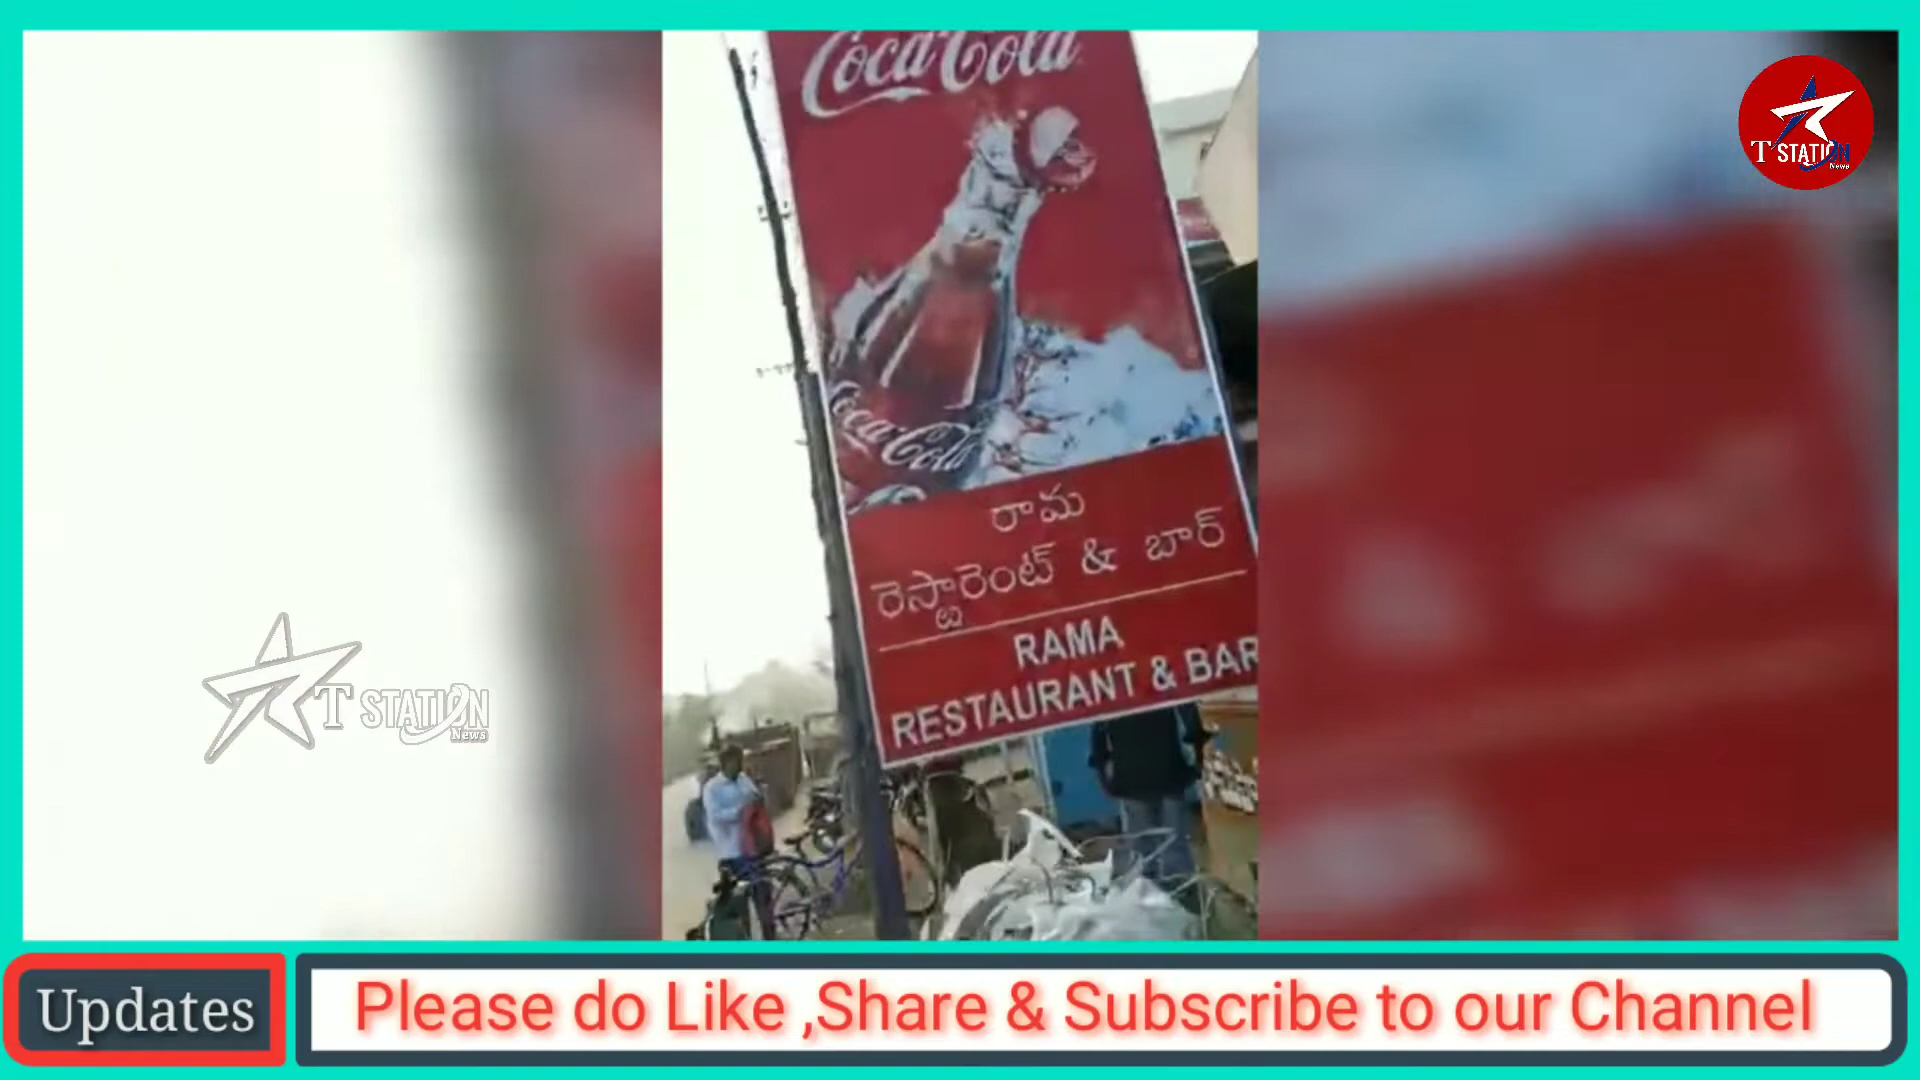 Coca-Cola
T STATION
News
Coca-Cola
రామ
రెస్టారెంట్ & బార్
RAMA
RESTAURANT & BAR
T STATION
News
Updates
Please do Like ,Share & Subscribe to our Channel